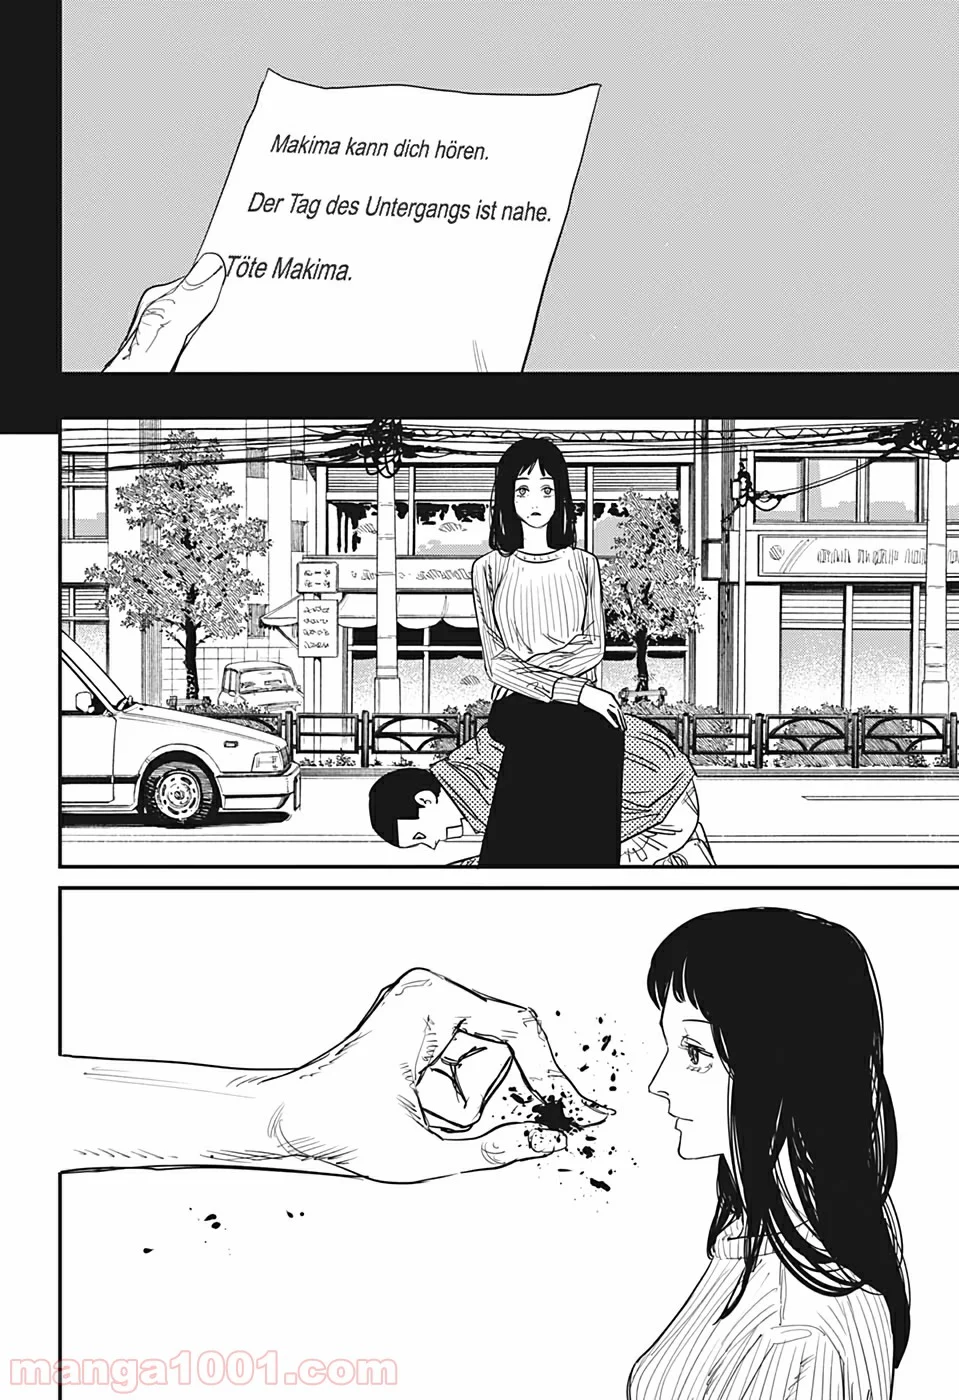 Makima kann dich hören.
Der Tag des Untergangs ist nahe.
Töte Makima.
manga1001.com